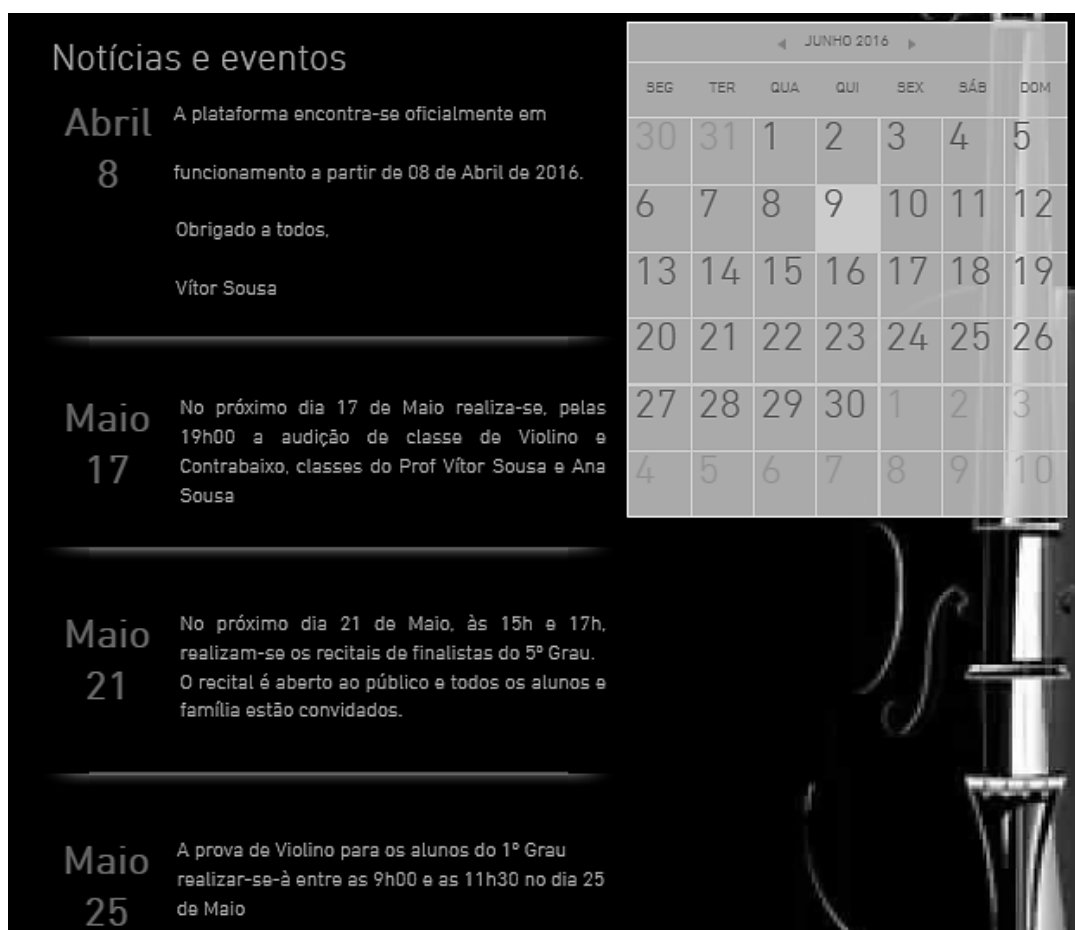 Notícias e eventos
Abril
8
A plataforma encontra-se oficialmente em
funcionamento a partir de 08 de Abril de 2016.
Obrigado a todos,
Vítor Sousa
Maio
17
No próximo dia 17 de Maio realiza-se, pelas
19h00 a audição de classe de Violino e
Contrabaixo, classes do Prof Vítor Sousa e Ana
Sousa
Maio
21
No próximo dia 21 de Maio, às 15h e 17h,
realizam-se os recitais de finalistas do 5º Grau.
O recital é aberto ao público e todos os alunos e
família estão convidados.
Maio
25
A prova de Violino para os alunos do 1º Grau
realizar-se-à entre as 9h00 e as 11h30 no dia 25
de Maio
JUNHO 2016
SEG TER QUA QUI SEX SÁB DOM
30 31 1 2 3 4 5
6 7 8 9 10 11 12
13 14 15 16 17 18 19
20 21 22 23 24 25 26
27 28 29 30 1 2 3
4 5 6 7 8 9 10